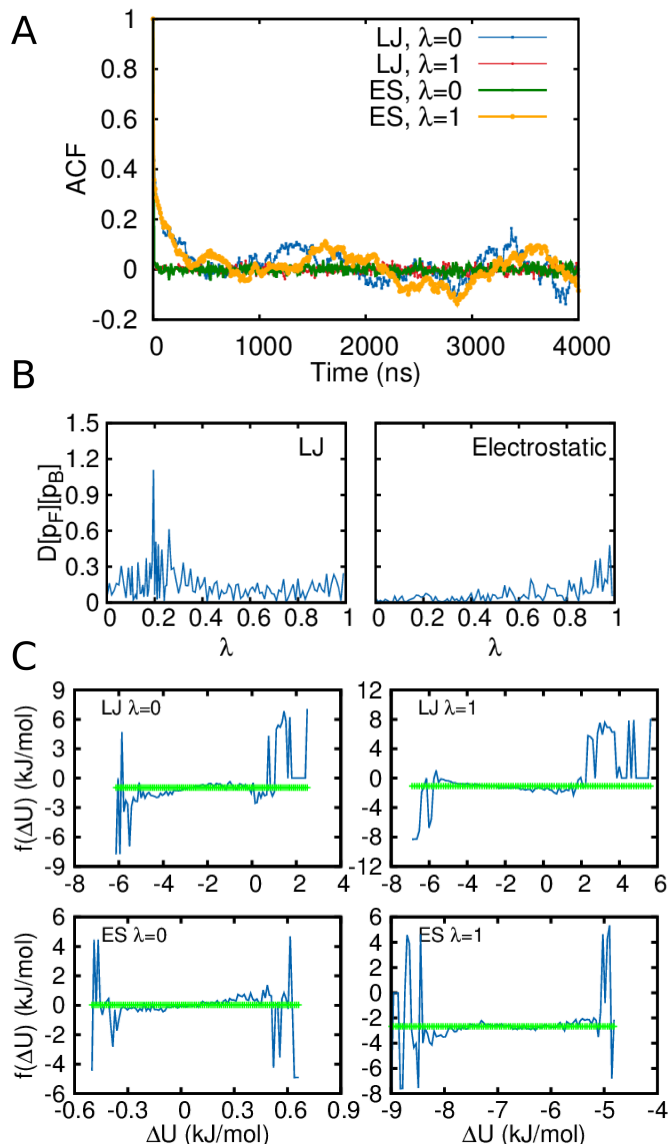 A
LJ, λ=0
LJ, λ=1
ES, λ=0
ES, λ=1
1
0.8
0.6
0.4
0.2
0
-0.2
ACF
0 1000 2000 3000 4000
Time (ns)
B
1.5
1.2
0.9
0.6
0.3
0
D[pF][pB]
LJ
Electrostatic
0 0.2 0.4 0.6 0.8 1
0 0.2 0.4 0.6 0.8 1
λ λ
C
9
6
3
0
-3
-6
-9
f(ΔU) (kJ/mol)
LJ λ=0
-8 -6 -4 -2 0 2 4
12
8
4
0
-4
-8
-12
LJ λ=1
-8 -6 -4 -2 0 2 4 6
6
4
2
0
-2
-4
-6
f(ΔU) (kJ/mol)
ES λ=0
-0.6 -0.3 0 0.3 0.6 0.9
ΔU (kJ/mol)
6
4
2
0
-2
-4
-6
-8
ES λ=1
-9 -8 -7 -6 -5 -4
ΔU (kJ/mol)